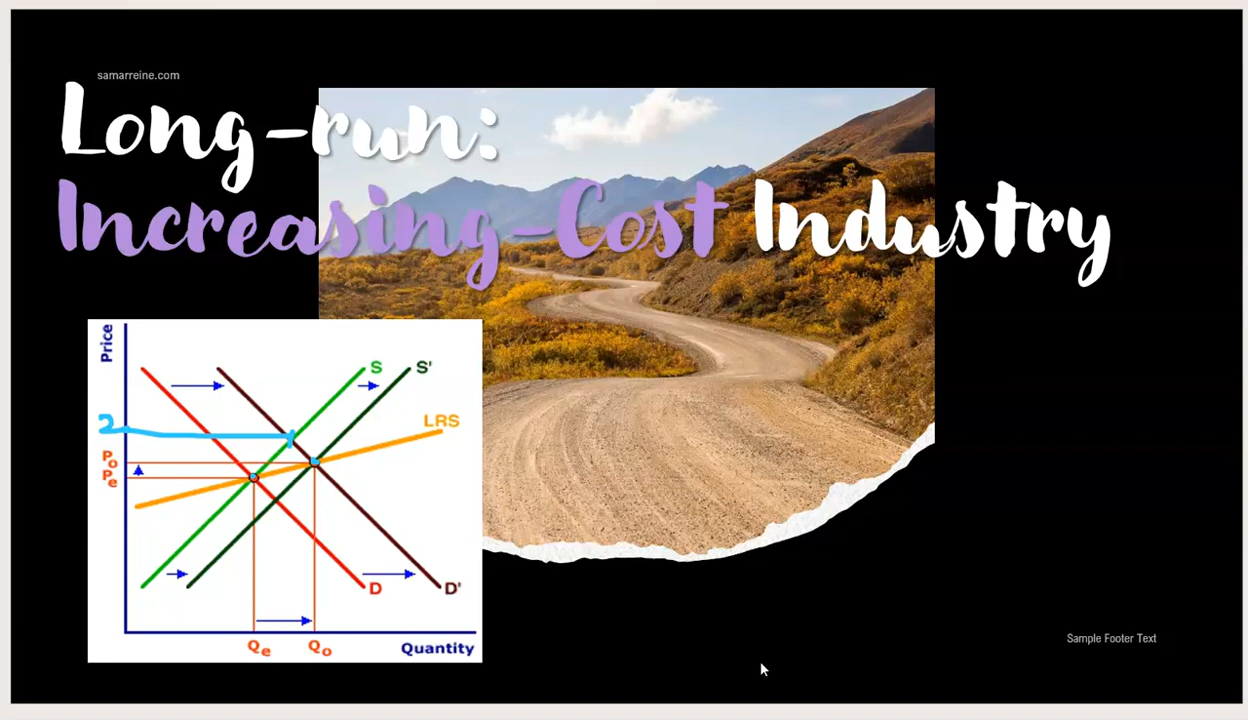 samarreine.com
Long-run:
Increasing-Cost Industry
Price
S
S'
LRS
2
Po
Pe
D
D'
Qe
Qo
Quantity
Sample Footer Text